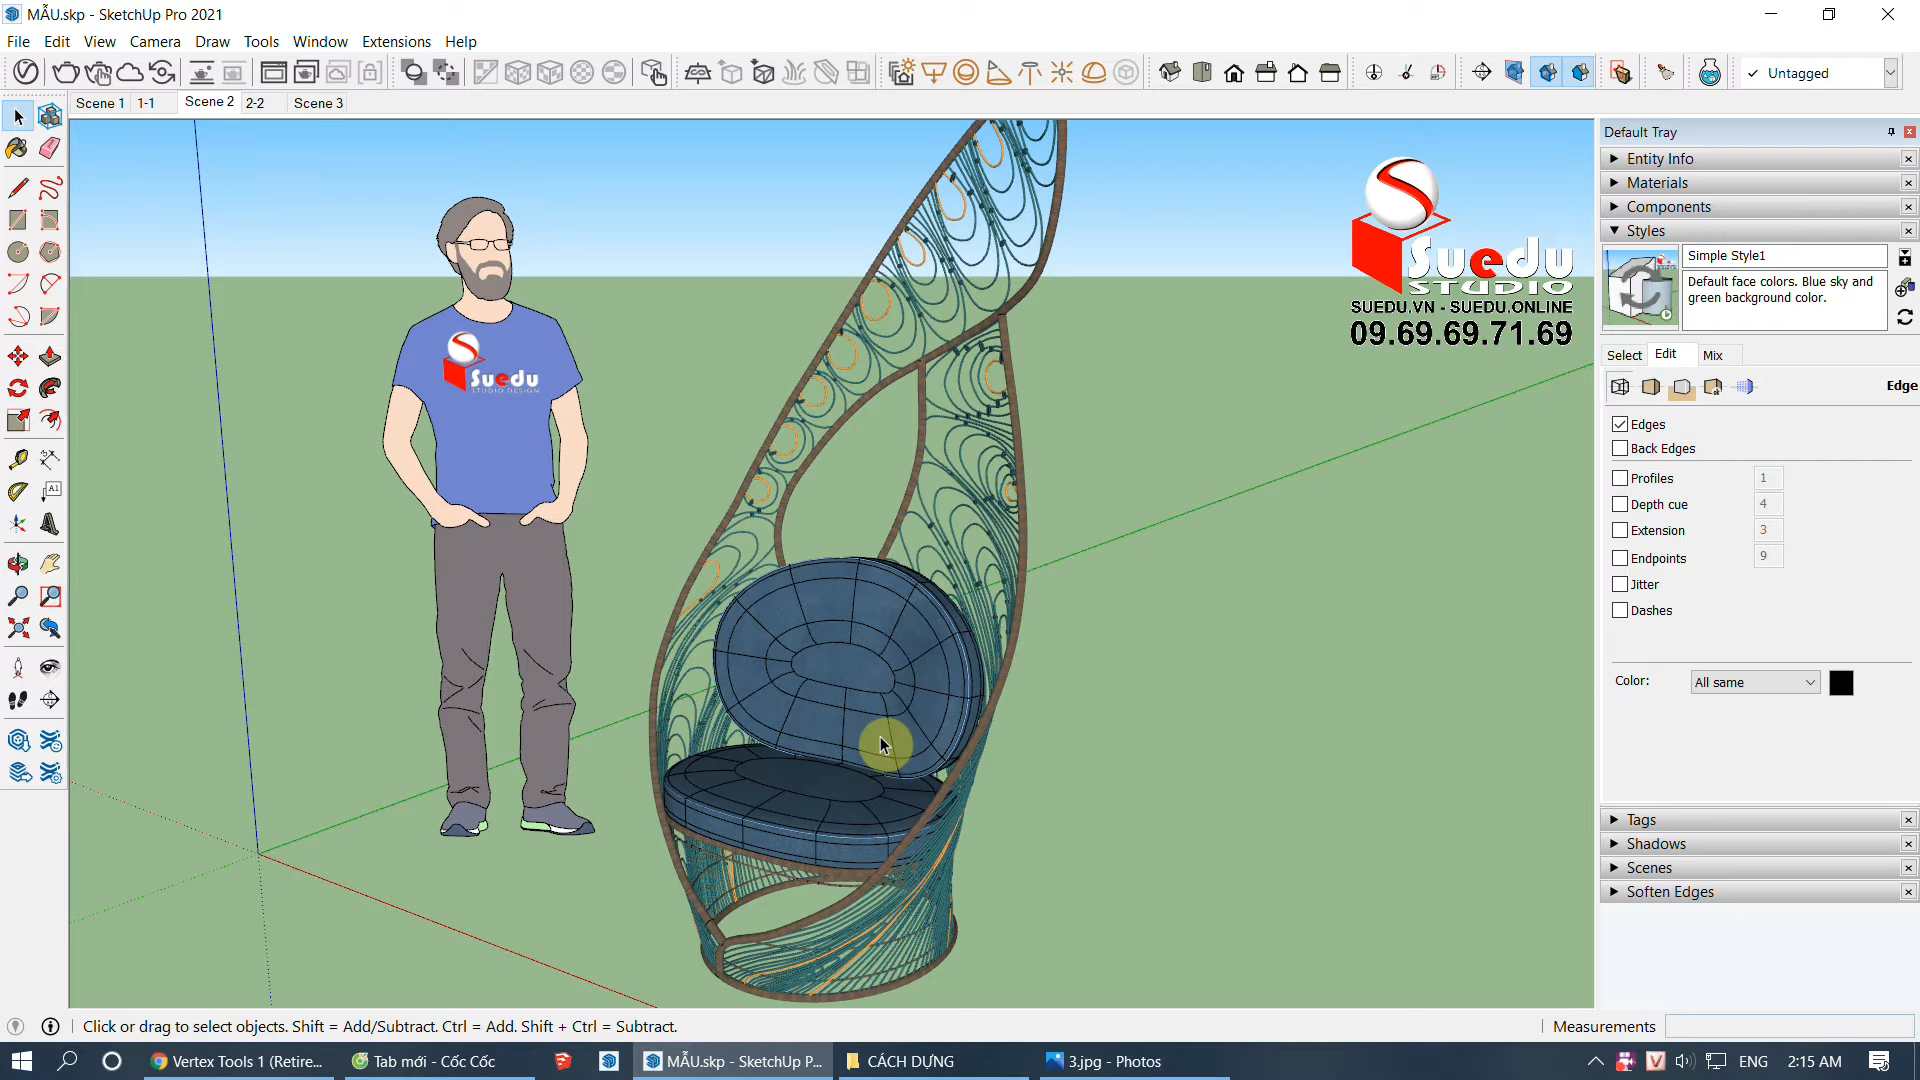 MẪU.skp - SketchUp Pro 2021
File Edit View Camera Draw Tools Window Extensions Help
Untagged
Scene 1 1-1 Scene 2 2-2 Scene 3
Default Tray
Entity Info
Materials
Components
Styles
Simple Style1
Default face colors. Blue sky and
green background color.
Select Edit Mix
Edge
Edges
Back Edges
Profiles 1
Depth cue 4
Extension 3
Endpoints 9
Jitter
Dashes
Color: All same
Tags
Shadows
Scenes
Soften Edges
Suedu
STUDIO
SUEDU.VN - SUEDU.ONLINE
09.69.69.71.69
Suedu
STUDIO DESIGN
A1
Click or drag to select objects. Shift = Add/Subtract. Ctrl = Add. Shift + Ctrl = Subtract.
Measurements
Vertex Tools 1 (Retire...
Tab mới - Cốc Cốc
MẪU.skp - SketchUp P...
CÁCH DỰNG
3.jpg - Photos
ENG
2:15 AM